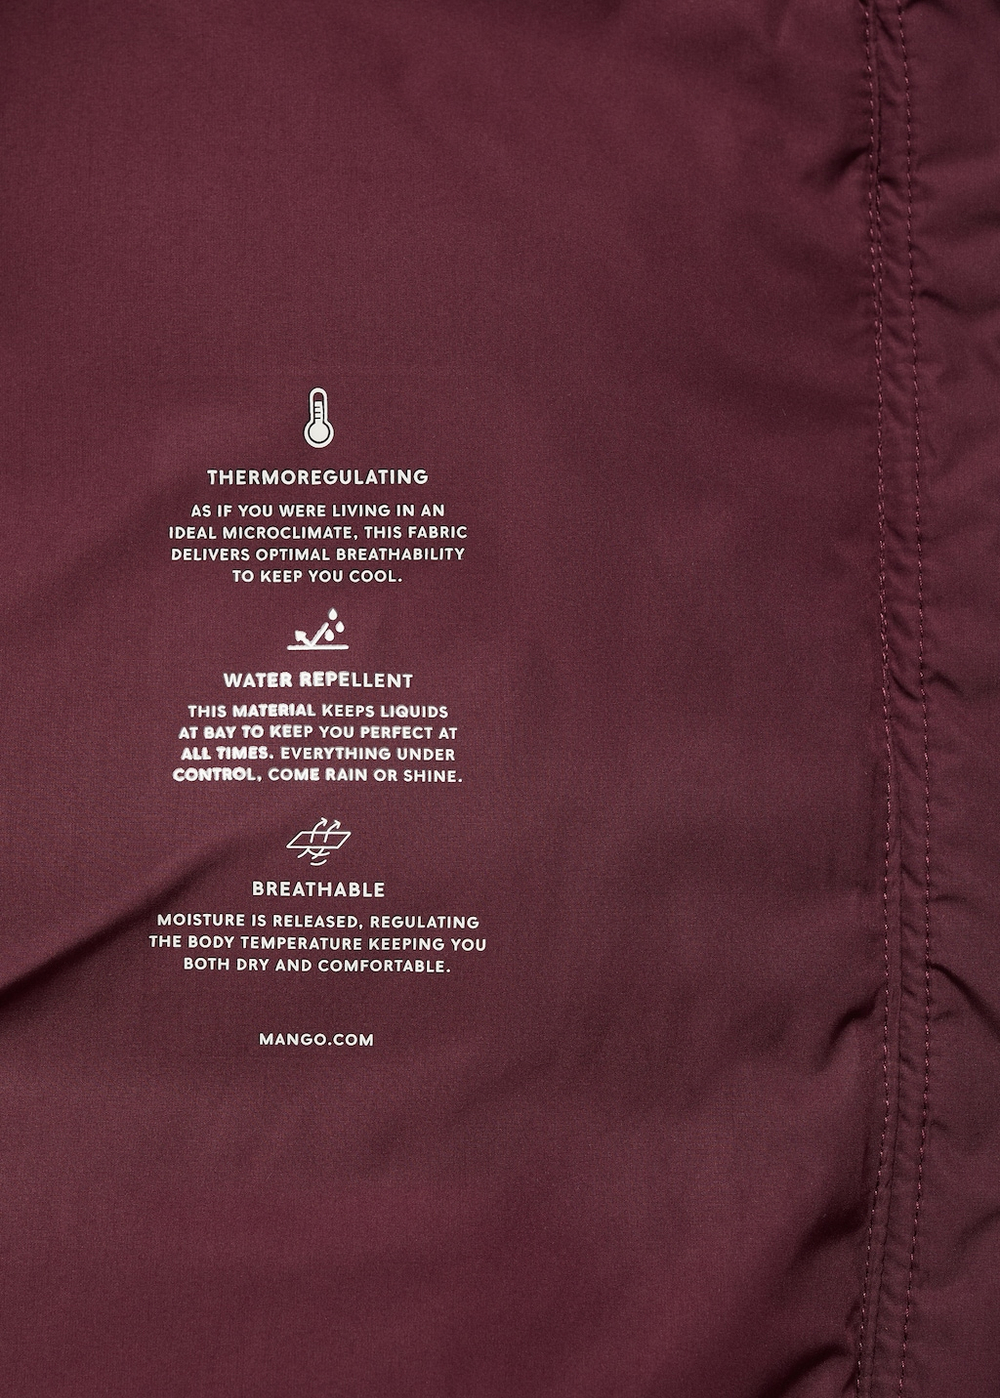 THERMOREGULATING
AS IF YOU WERE LIVING IN AN
IDEAL MICROCLIMATE, THIS FABRIC
DELIVERS OPTIMAL BREATHABILITY
TO KEEP YOU COOL.
WATER REPELLENT
THIS MATERIAL KEEPS LIQUIDS
AT BAY TO KEEP YOU PERFECT AT
ALL TIMES. EVERYTHING UNDER
CONTROL, COME RAIN OR SHINE.
BREATHABLE
MOISTURE IS RELEASED, REGULATING
THE BODY TEMPERATURE KEEPING YOU
BOTH DRY AND COMFORTABLE.
MANGO.COM